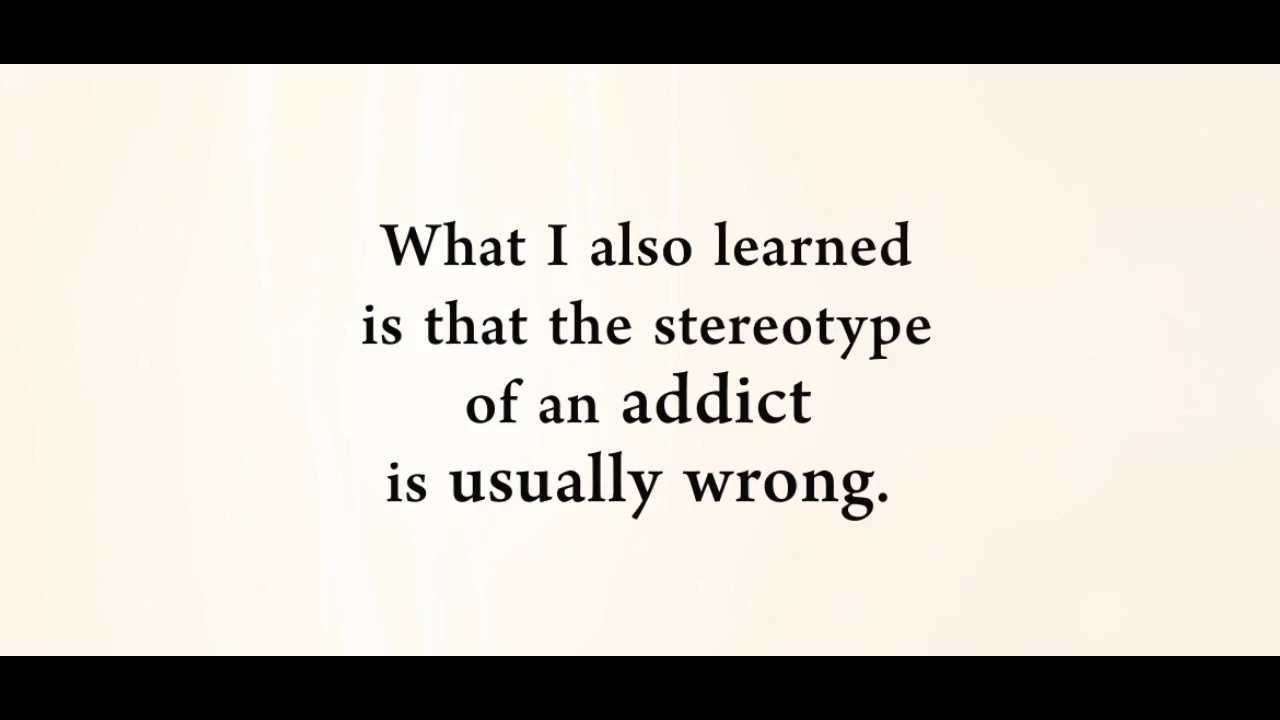 What I also learned
is that the stereotype
of an addict
is usually wrong.